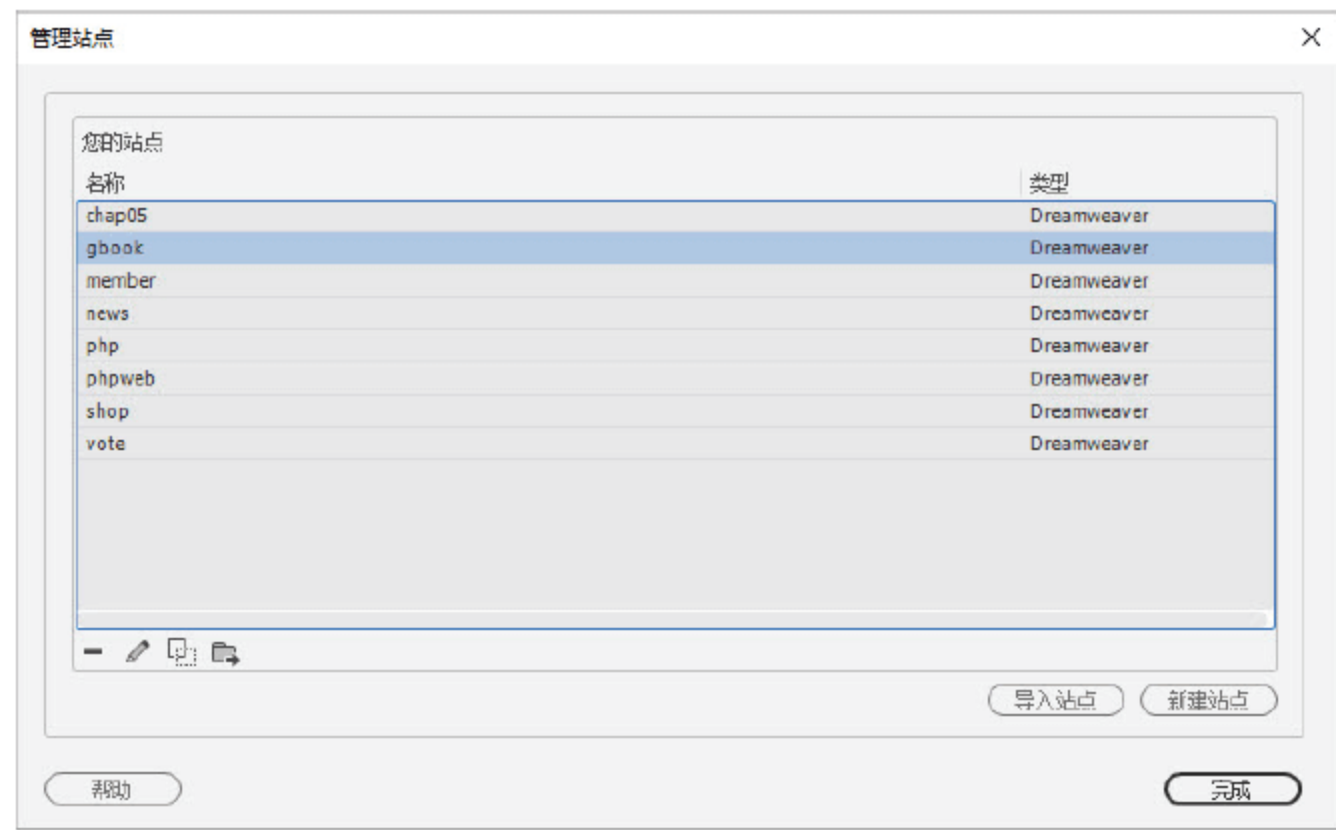 管理站点
您的站点
名称 类型
chap05 Dreamweaver
gbook Dreamweaver
member Dreamweaver
news Dreamweaver
php Dreamweaver
phpweb Dreamweaver
shop Dreamweaver
vote Dreamweaver
导入站点 新建站点
帮助 完成